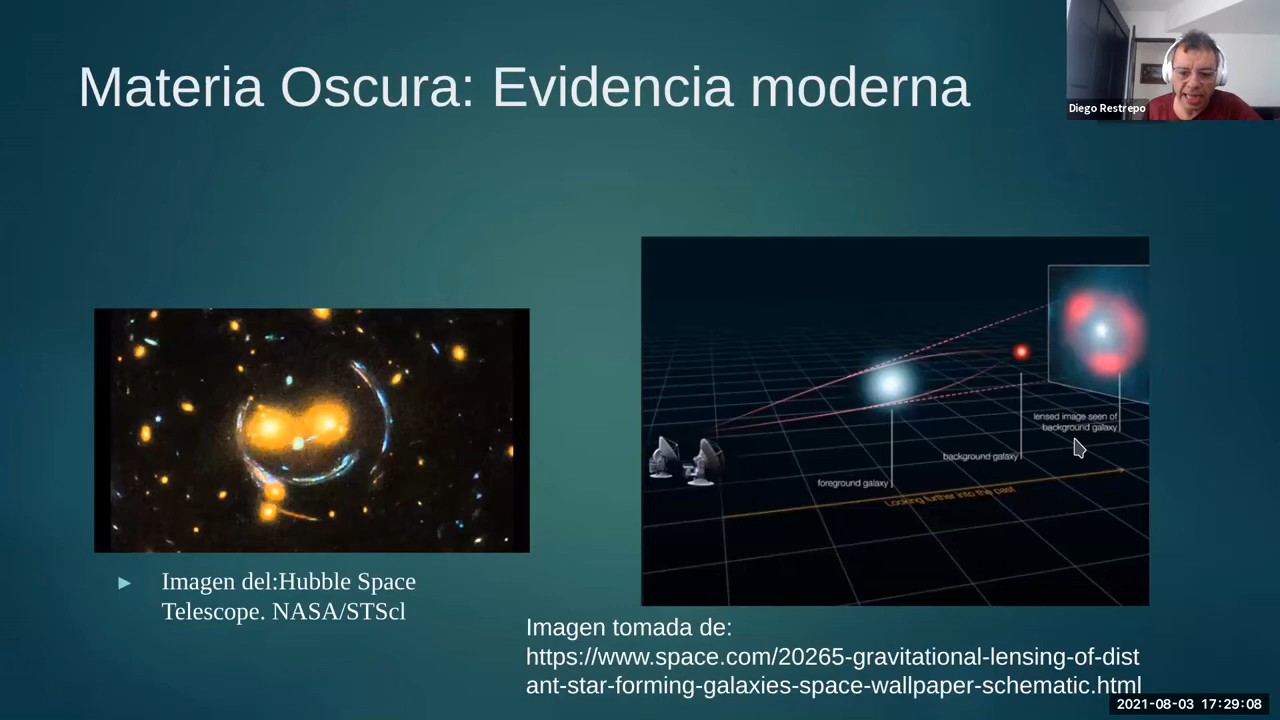 Materia Oscura: Evidencia moderna
Diego Restrepo
lensed image seen of
background galaxy
background galaxy
foreground galaxy
Looking further into the past
Imagen del:Hubble Space
Telescope. NASA/STScl
Imagen tomada de:
https://www.space.com/20265-gravitational-lensing-of-dist
ant-star-forming-galaxies-space-wallpaper-schematic.html
2021-08-03 17:29:08